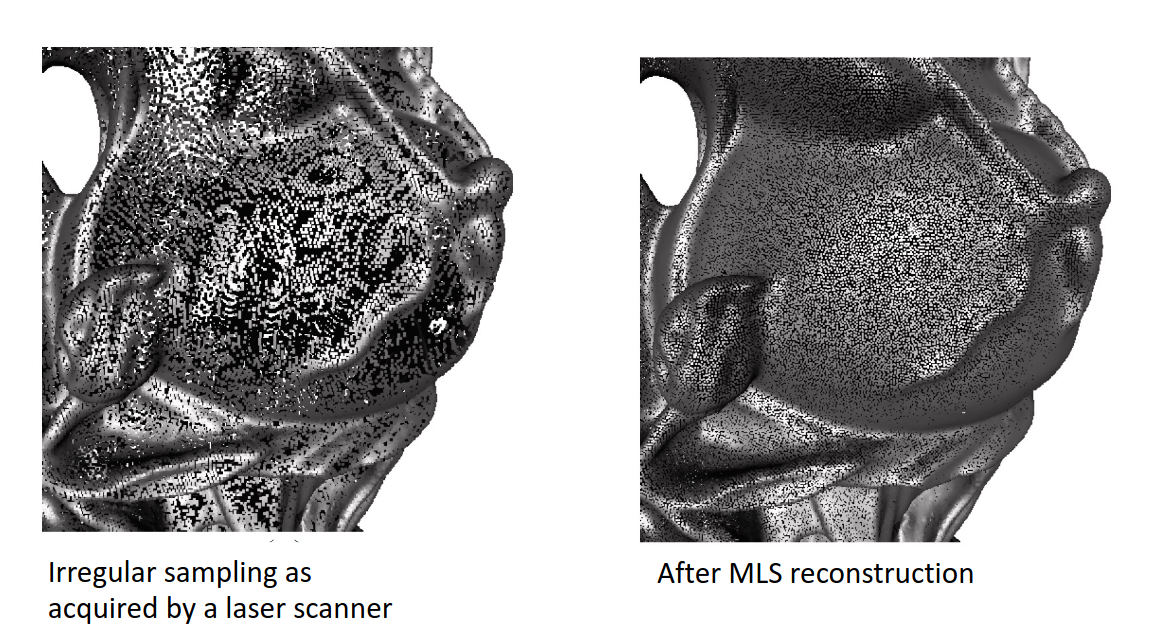 Irregular sampling as
acquired by a laser scanner
After MLS reconstruction